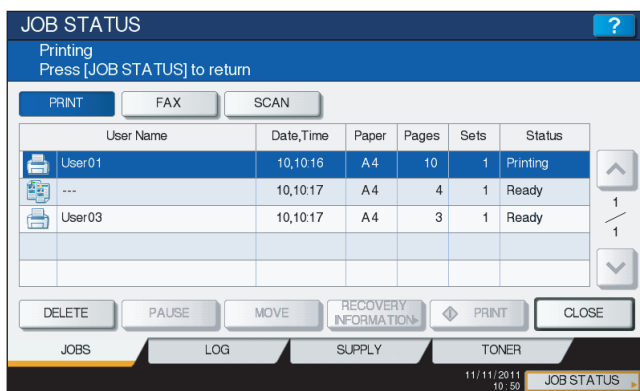 JOB STATUS ?
Printing
Press [JOB STATUS] to return
PRINT FAX SCAN
User Name Date,Time Paper Pages Sets Status
User01 10,10:16 A4 10 1 Printing
--- 10,10:17 A4 4 1 Ready
User03 10,10:17 A4 3 1 Ready
1
1
DELETE PAUSE MOVE RECOVERY INFORMATION PRINT CLOSE
JOBS LOG SUPPLY TONER
11/11/2011
10:50 JOB STATUS